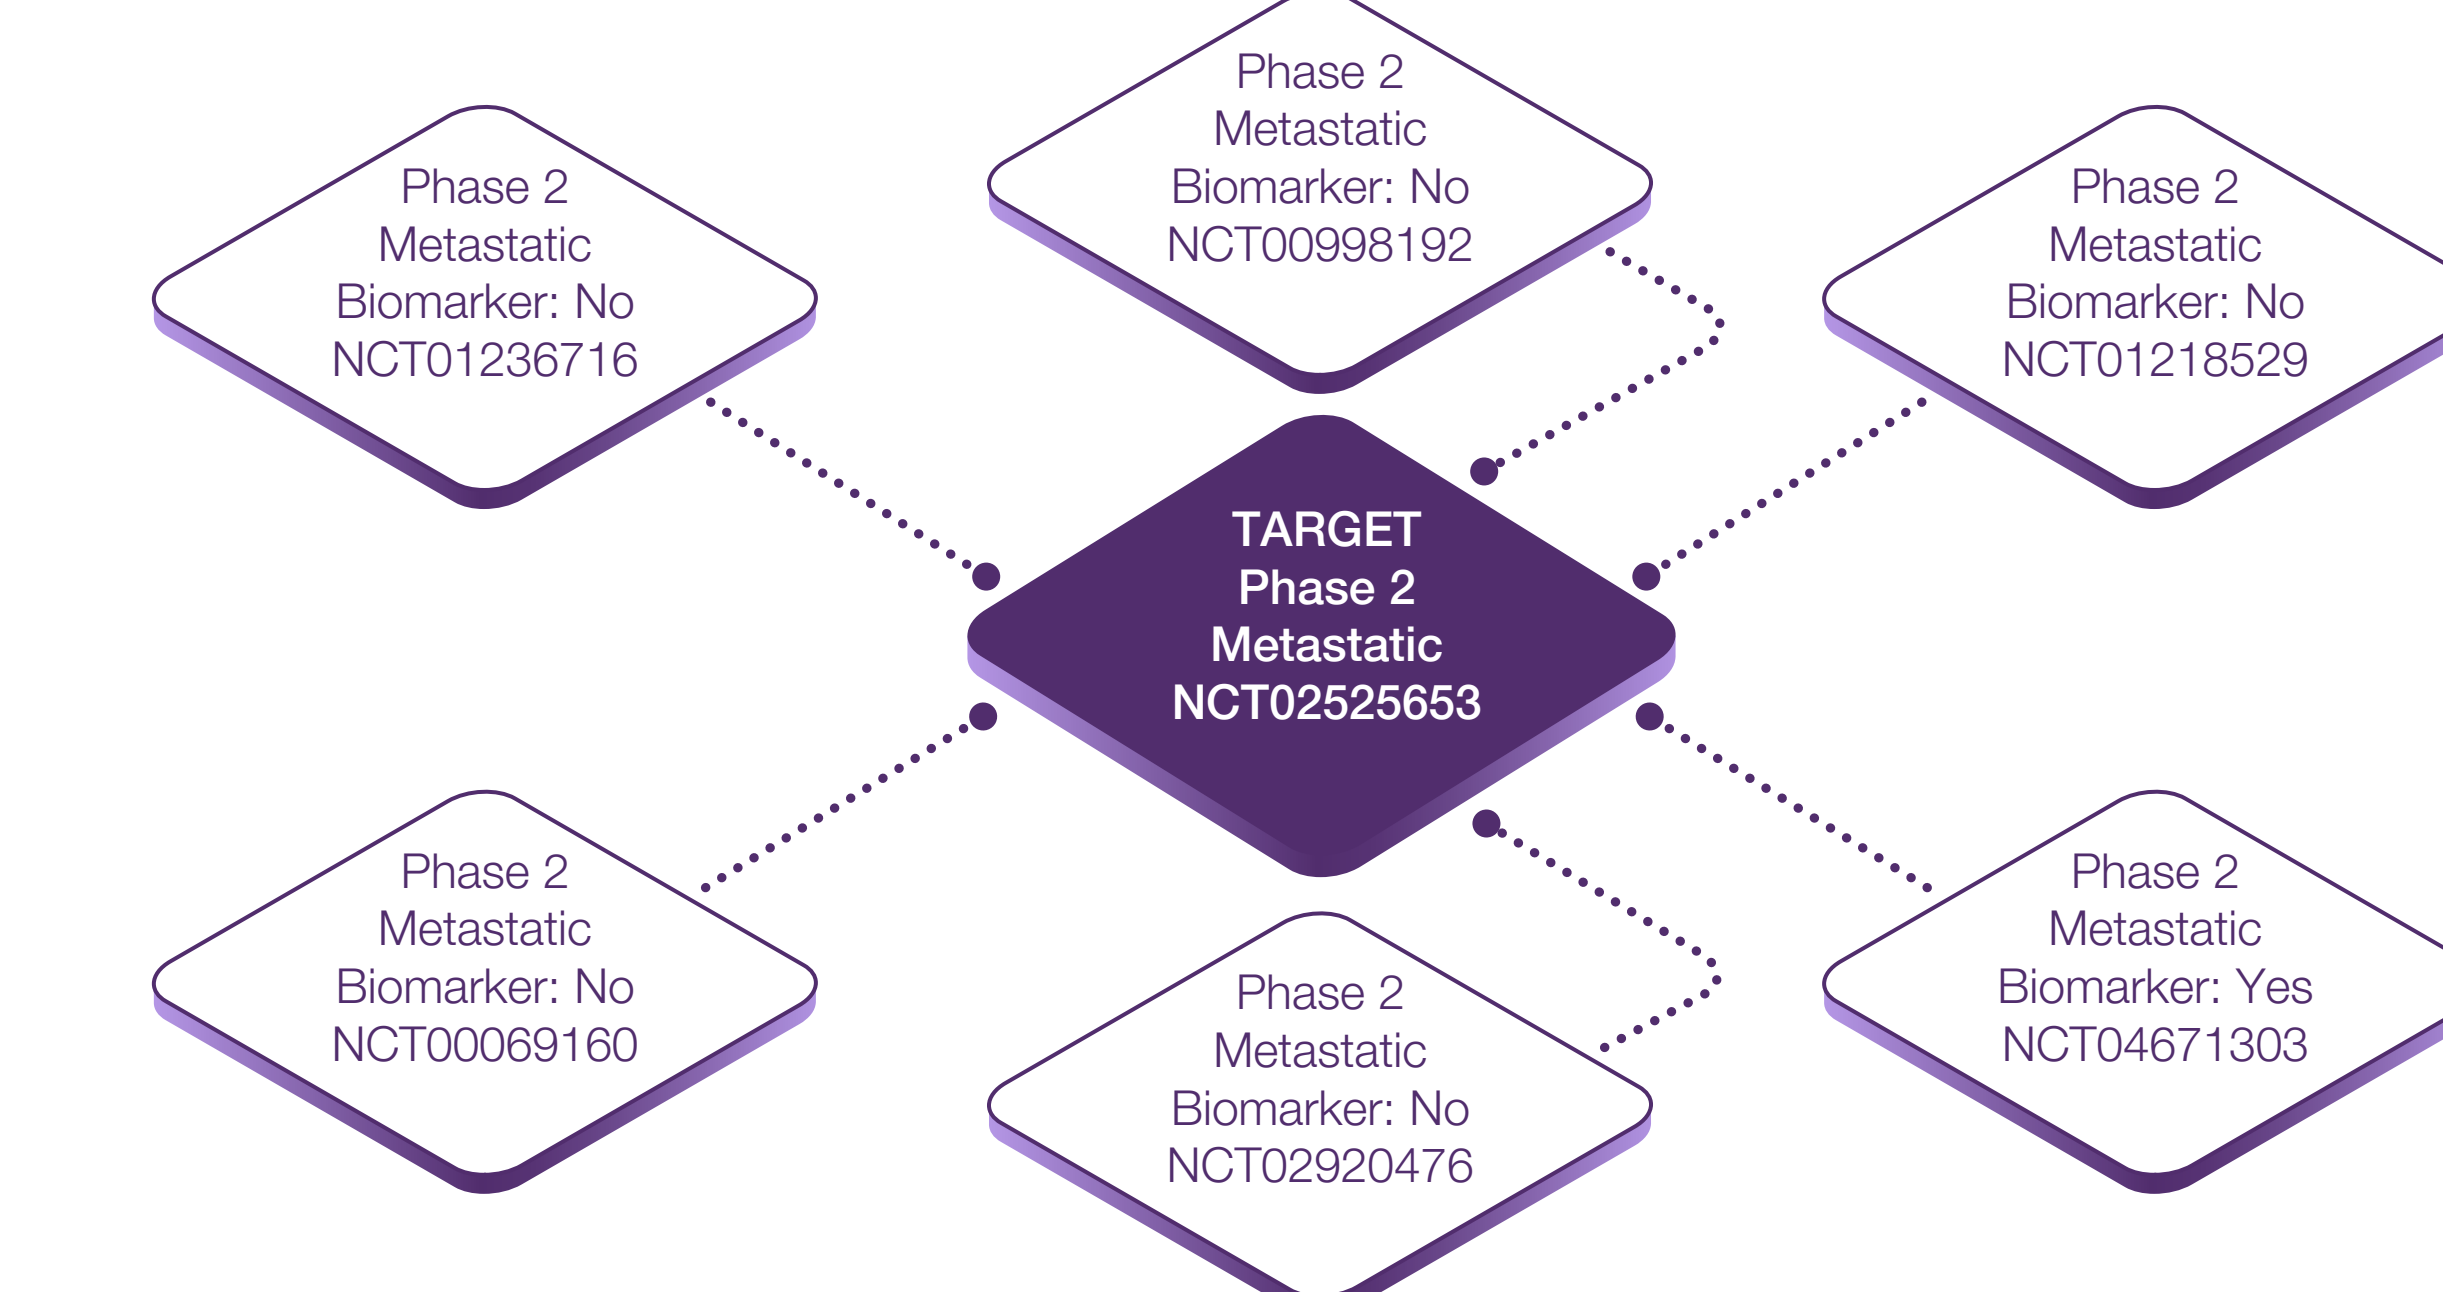 Phase 2
Metastatic
Biomarker: No
NCT01236716
Phase 2
Metastatic
Biomarker: No
NCT00998192
Phase 2
Metastatic
Biomarker: No
NCT01218529
TARGET
Phase 2
Metastatic
NCT02525653
Phase 2
Metastatic
Biomarker: No
NCT00069160
Phase 2
Metastatic
Biomarker: No
NCT02920476
Phase 2
Metastatic
Biomarker: Yes
NCT04671303